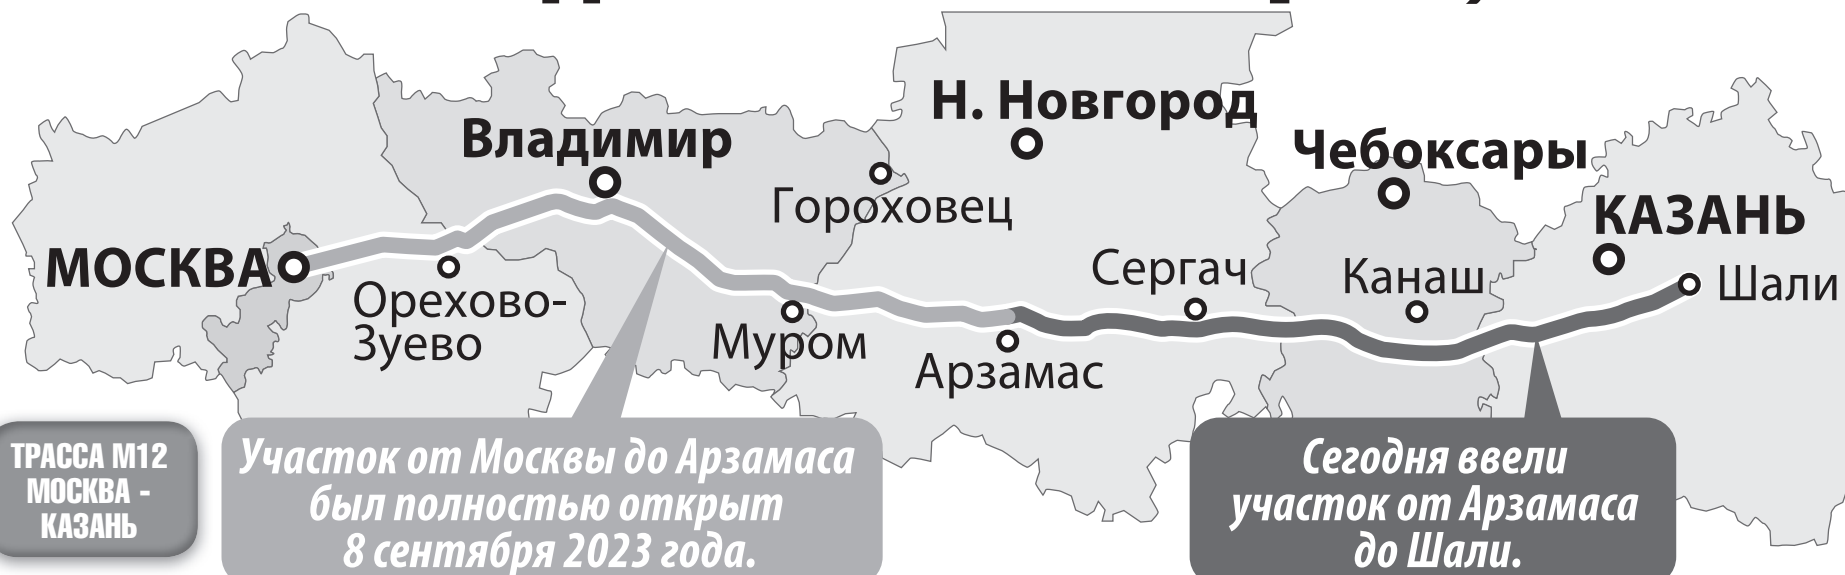 Н. Новгород
Владимир
Чебоксары
Гороховец
КАЗАНЬ
МОСКВА
Сергач
Канаш
Шали
Орехово-
Зуево
Муром
Арзамас
ТРАССА М12
МОСКВА -
КАЗАНЬ
Участок от Москвы до Арзамаса
был полностью открыт
8 сентября 2023 года.
Сегодня ввели
участок от Арзамаса
до Шали.